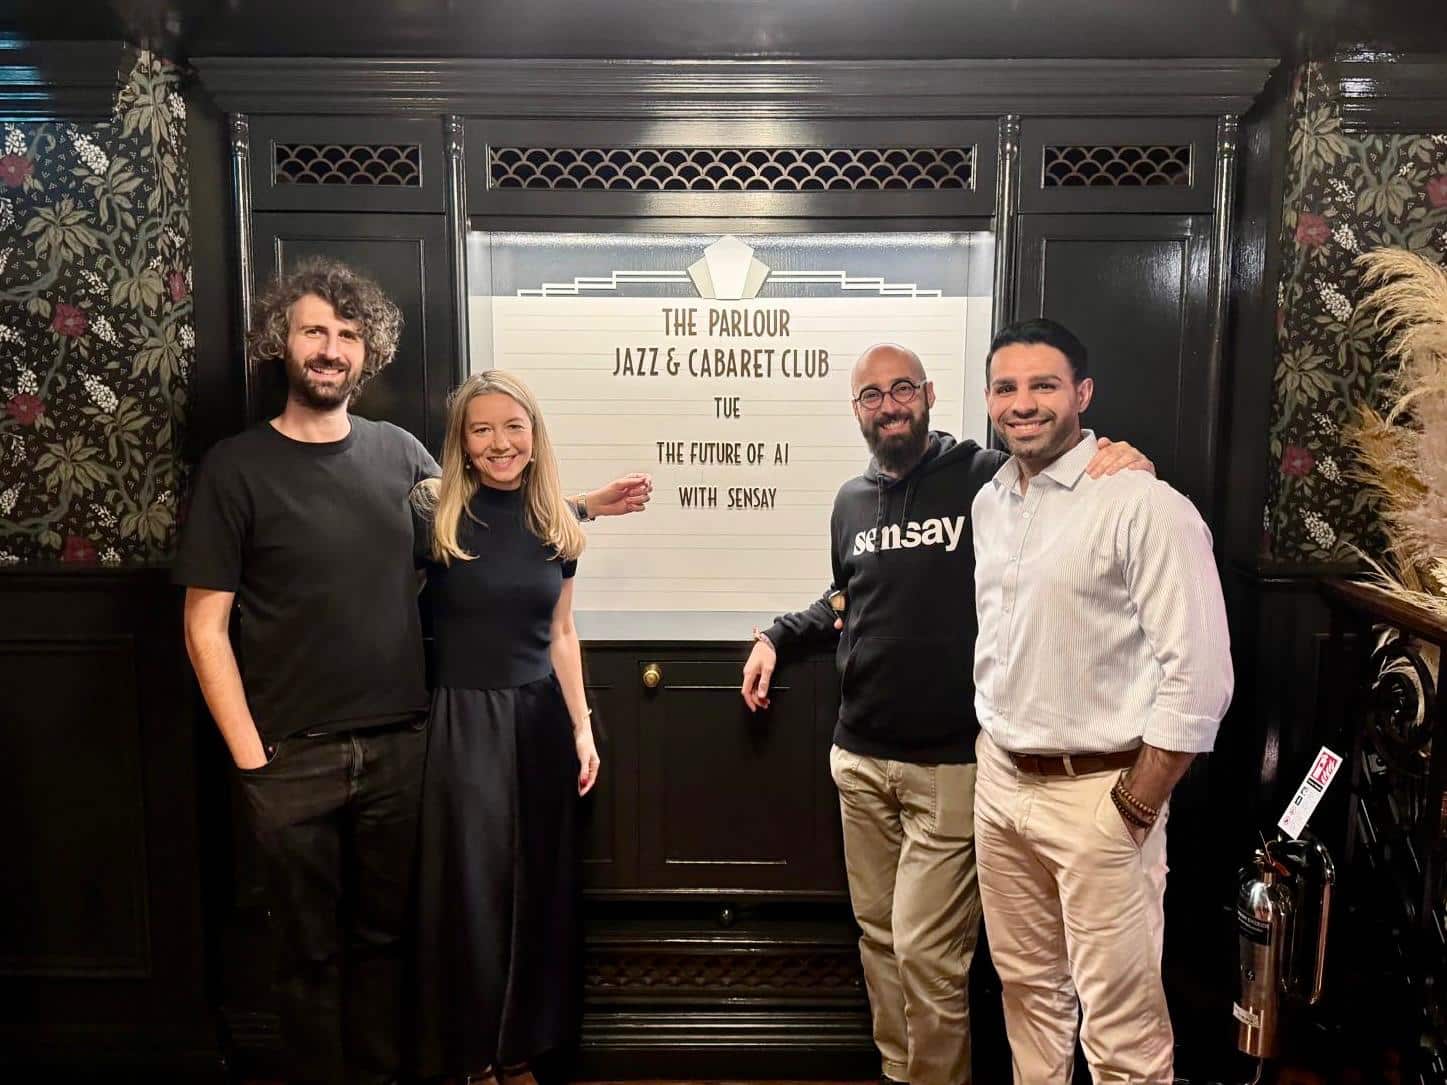 THE PARLOUR
JAZZ & CABARET CLUB
TUE
THE FUTURE OF AI
WITH SENSAY
sensay